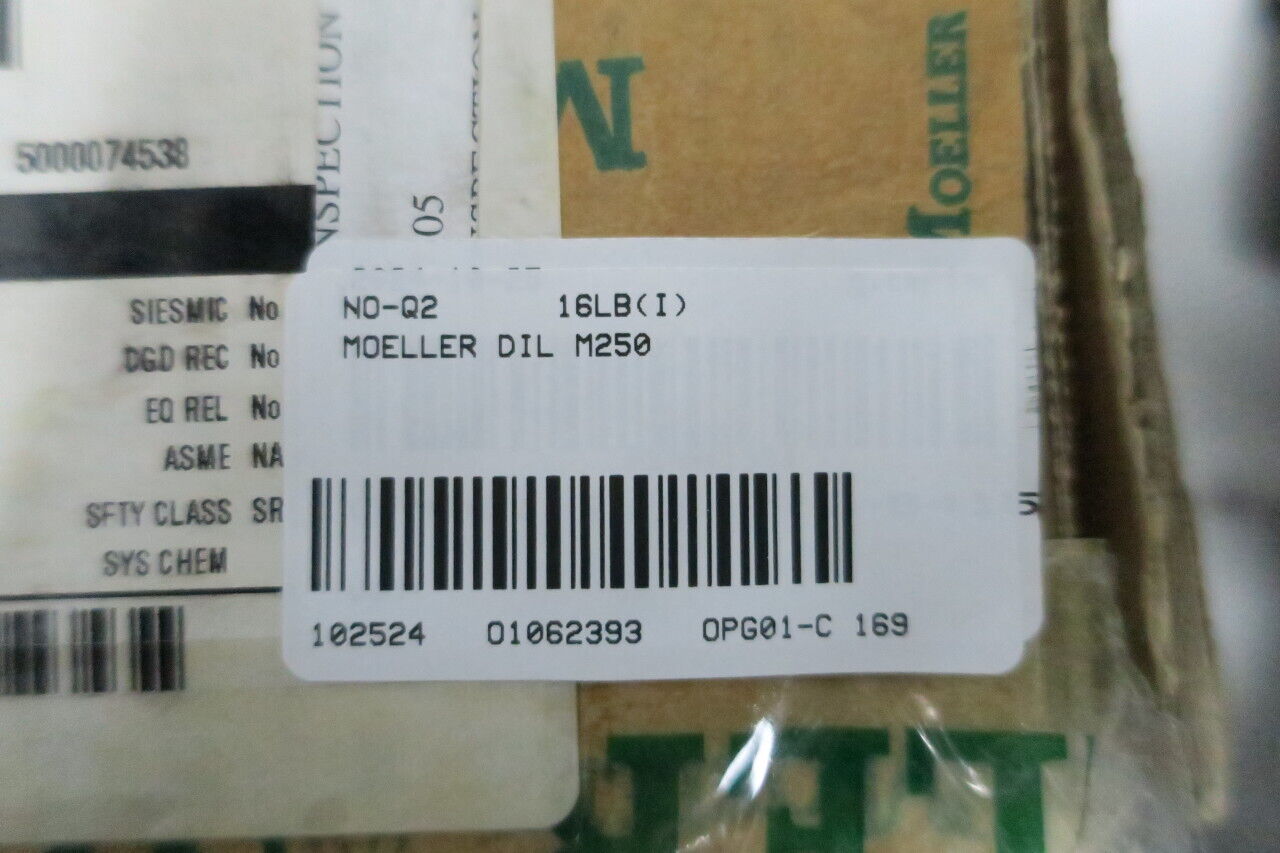 5000074538
NSPECTION
05
M
MOELLER
SIESMIC No
DGD REC No
EQ REL No
ASME NA
SFTY CLASS SR
SYS CHEM
NO-Q2 16LB(I)
MOELLER DIL M250
102524 01062393 OPG01-C 169